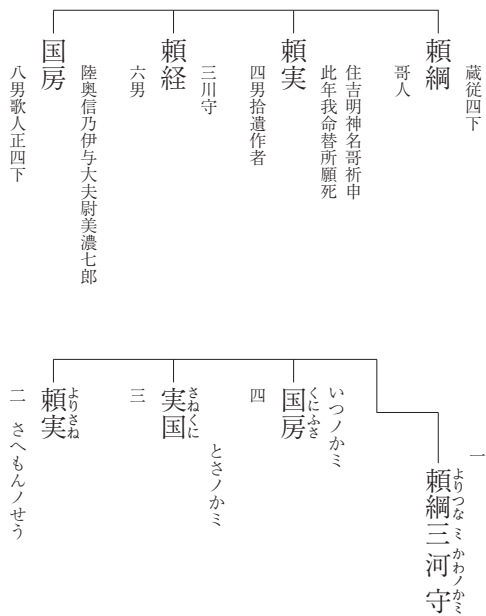 蔵従四下
頼綱
哥人
住吉明神名哥祈申
此年我命替所願死
頼実
四男拾遺作者
三川守
頼経
六男
陸奥信乃伊与大夫尉美濃七郎
国房
八男歌人正四下
一
よりつな ミ かわノかミ
頼綱三河守
いつノかミ
くにふさ
国房
四
とさノかミ
さねくに
実国
三
よりさね
頼実
二 さへもんノせう